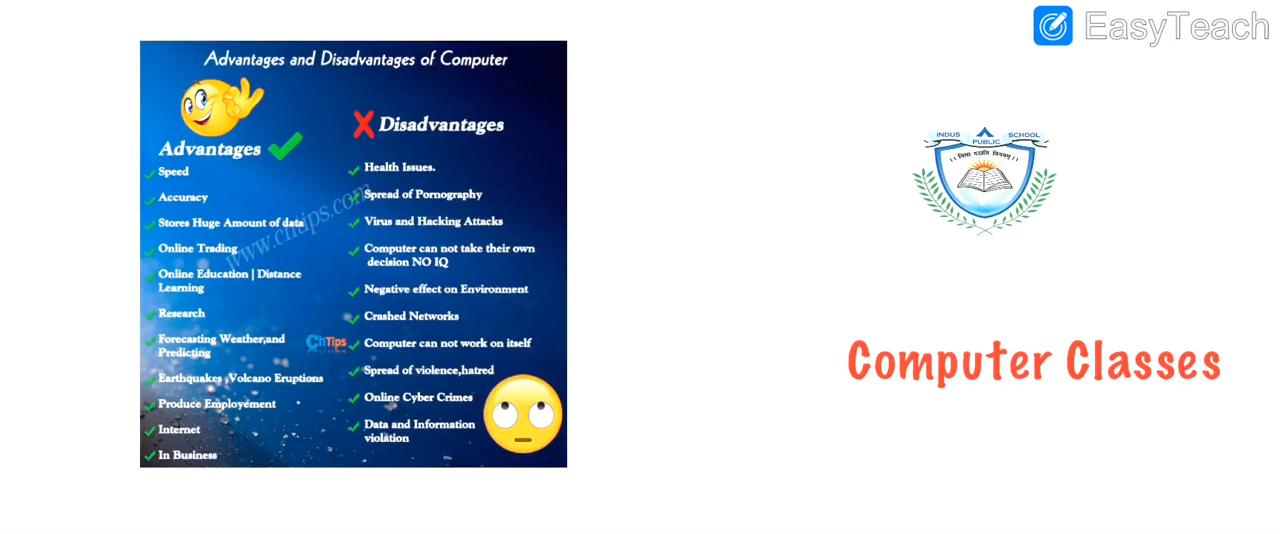 EasyTeach
Advantages and Disadvantages of Computer
Advantages
Speed
Accuracy
Stores Huge Amount of data
Online Trading
Online Education | Distance
Learning
Research
Forecasting Weather,and
Predicting
Earthquakes ,Volcano Eruptions
Produce Employement
Internet
In Business
Disadvantages
Health Issues.
Spread of Pornography
Virus and Hacking Attacks
Computer can not take their own
decision NO IQ
Negative effect on Environment
Crashed Networks
Computer can not work on itself
Spread of violence,hatred
Online Cyber Crimes
Data and Information
violation
www.chtips.com
ChTips
INDUS PUBLIC SCHOOL
।। विद्या ददाति विनयम् ।।
Computer Classes